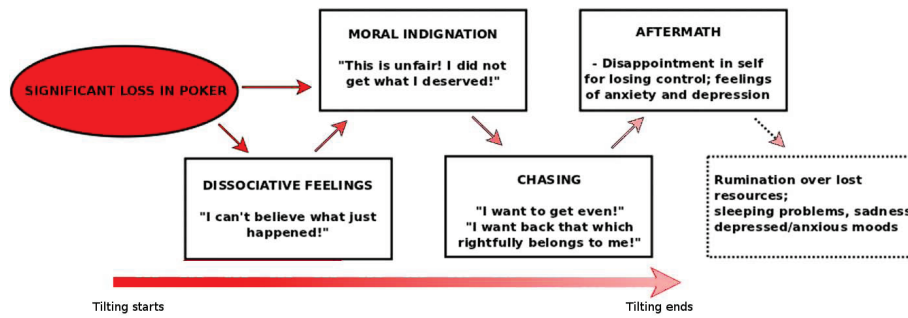 SIGNIFICANT LOSS IN POKER
MORAL INDIGNATION
"This is unfair! I did not
get what I deserved!"
AFTERMATH
- Disappointment in self
for losing control; feelings
of anxiety and depression
DISSOCIATIVE FEELINGS
"I can't believe what just
happened!"
CHASING
"I want to get even!"
"I want back that which
rightfully belongs to me!"
Rumination over lost
resources;
sleeping problems, sadness
depressed/anxious moods
Tilting starts
Tilting ends